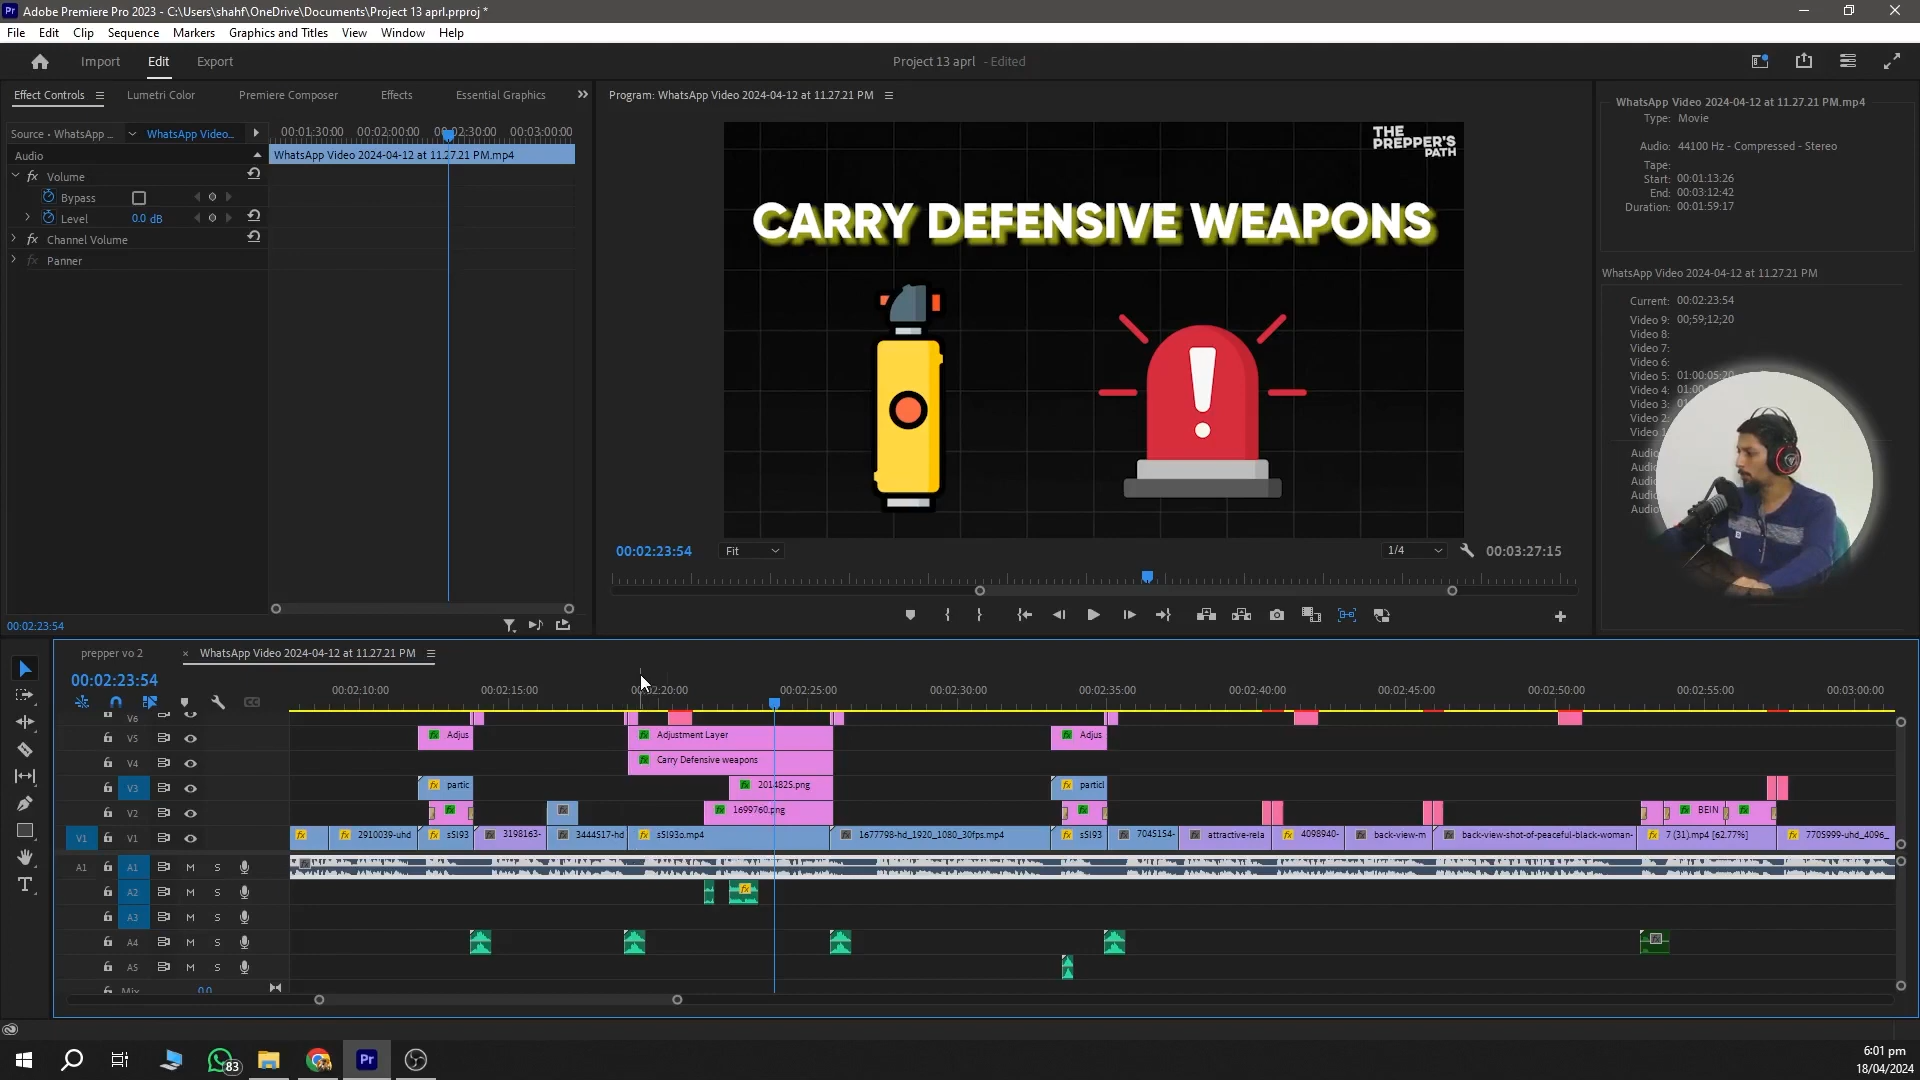 Adobe Premiere Pro 2023 - C:\Users\shahf\OneDrive\Documents\Project 13 aprl.prproj *
File Edit Clip Sequence Markers Graphics and Titles View Window Help
Import Edit Export
Project 13 aprl - Edited
Effect Controls Lumetri Color Premiere Composer Effects Essential Graphics
Program: WhatsApp Video 2024-04-12 at 11.27.21 PM
Source • WhatsApp ... WhatsApp Video...
00:01:30:00 00:02:00:00 00:02:30:00 00:03:00:00
Audio
WhatsApp Video 2024-04-12 at 11.27.21 PM.mp4
fx Volume
Bypass
Level 0.0 dB
fx Channel Volume
fx Panner
00:02:23:54
THE
PREPPER'S
PATH
CARRY DEFENSIVE WEAPONS
00:02:23:54 Fit 1/4 00:03:27:15
WhatsApp Video 2024-04-12 at 11.27.21 PM.mp4
Type: Movie
Audio: 44100 Hz - Compressed - Stereo
Tape:
Start: 00:01:13:26
End: 00:03:12:42
Duration: 00:01:59:17
WhatsApp Video 2024-04-12 at 11.27.21 PM
Current: 00:02:23:54
Video 9: 00;59;12;20
Video 8:
Video 7:
Video 6:
Video 5: 01:00:05:20
Video 4: 01:00
Video 3:
Video 2:
Video 1
Audio
Audio
Audio
Audio
Audio
prepper vo 2
WhatsApp Video 2024-04-12 at 11.27.21 PM
00:02:23:54
00:02:10:00 00:02:15:00 00:02:20:00 00:02:25:00 00:02:30:00 00:02:35:00 00:02:40:00 00:02:45:00 00:02:50:00 00:02:55:00 00:03:00:00
V6
V5 Adjus Adjustment Layer Adjus
V4 Carry Defensive weapons
V3 partic 2014825.png partic
V2 1699760.png BEIN
V1 V1 2910039-uhd s5l93 3198163- 3444517-hd s5l93o.mp4 1677798-hd_1920_1080_30fps.mp4 s5l93 7045154- attractive-rela 4098940- back-view-m back-view-shot-of-peaceful-black-woman- 7 (31).mp4 [62.77%] 7705999-uhd_4096_
A1 A1 M S
A2 M S
A3 M S
A4 M S
A5 M S
Mix 0.0
83
Pr
6:01 pm
18/04/2024